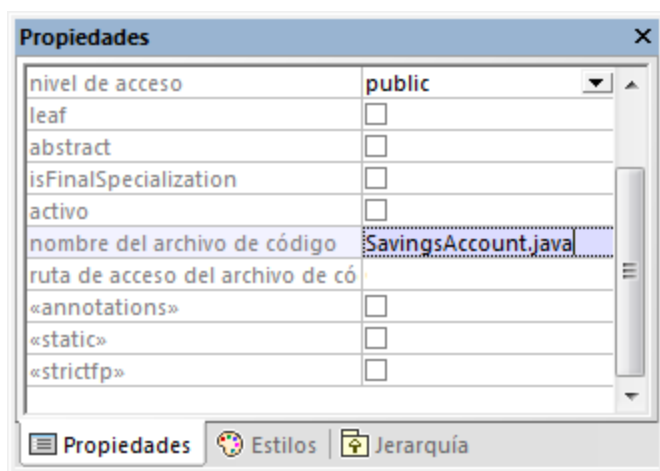 Propiedades
nivel de acceso public
leaf
abstract
isFinalSpecialization
activo
nombre del archivo de código SavingsAccount.java
ruta de acceso del archivo de có
«annotations»
«static»
«strictfp»
Propiedades Estilos Jerarquía